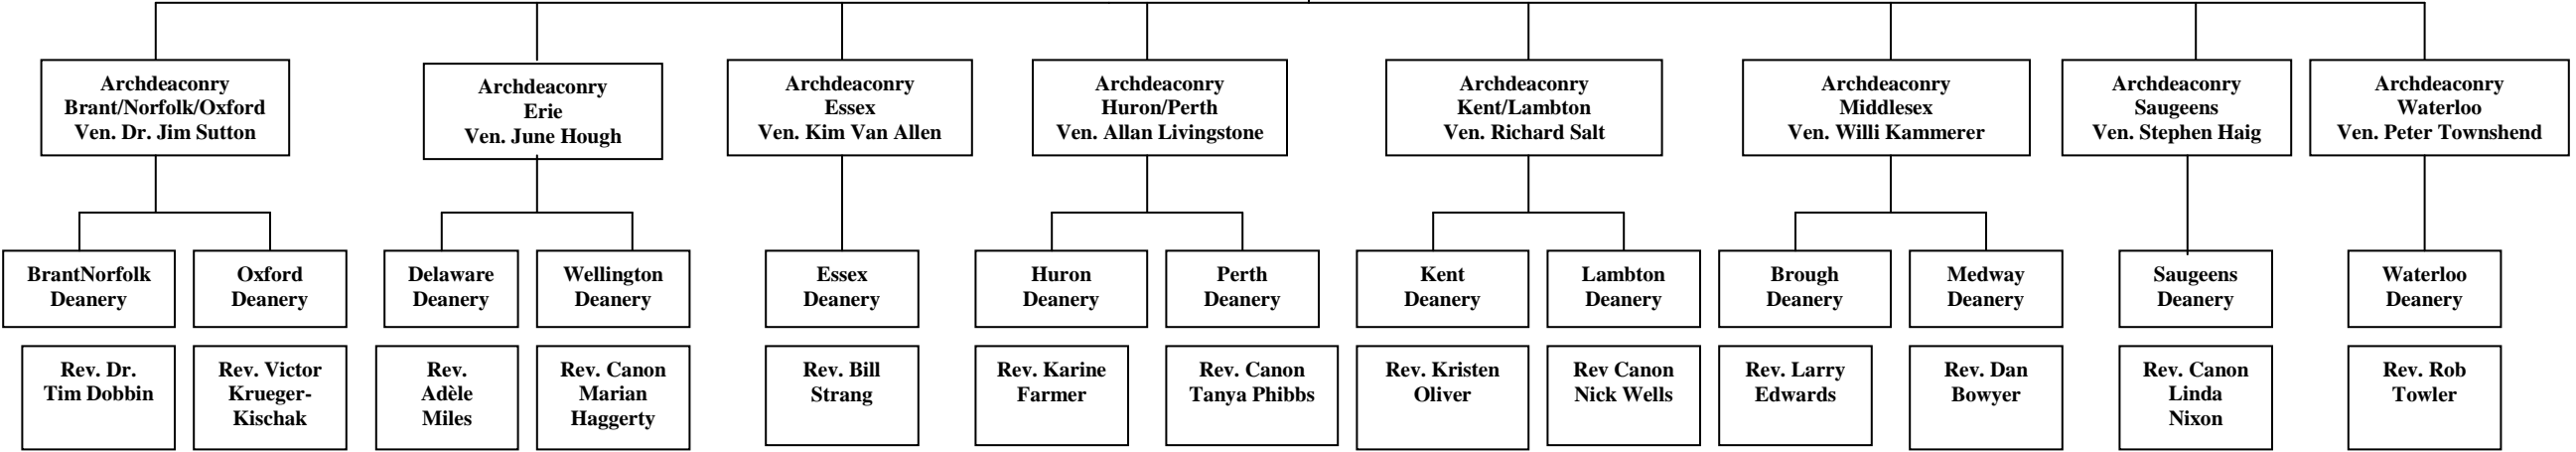 Archdeaconry
Brant/Norfolk/Oxford
Ven. Dr. Jim Sutton
Archdeaconry
Erie
Ven. June Hough
Archdeaconry
Essex
Ven. Kim Van Allen
Archdeaconry
Huron/Perth
Ven. Allan Livingstone
Archdeaconry
Kent/Lambton
Ven. Richard Salt
Archdeaconry
Middlesex
Ven. Willi Kammerer
Archdeaconry
Saugeens
Ven. Stephen Haig
Archdeaconry
Waterloo
Ven. Peter Townshend
BrantNorfolk
Deanery
Oxford
Deanery
Delaware
Deanery
Wellington
Deanery
Essex
Deanery
Huron
Deanery
Perth
Deanery
Kent
Deanery
Lambton
Deanery
Brough
Deanery
Medway
Deanery
Saugeens
Deanery
Waterloo
Deanery
Rev. Dr.
Tim Dobbin
Rev. Victor
Krueger-
Kischak
Rev.
Adèle
Miles
Rev. Canon
Marian
Haggerty
Rev. Bill
Strang
Rev. Karine
Farmer
Rev. Canon
Tanya Phibbs
Rev. Kristen
Oliver
Rev Canon
Nick Wells
Rev. Larry
Edwards
Rev. Dan
Bowyer
Rev. Canon
Linda
Nixon
Rev. Rob
Towler